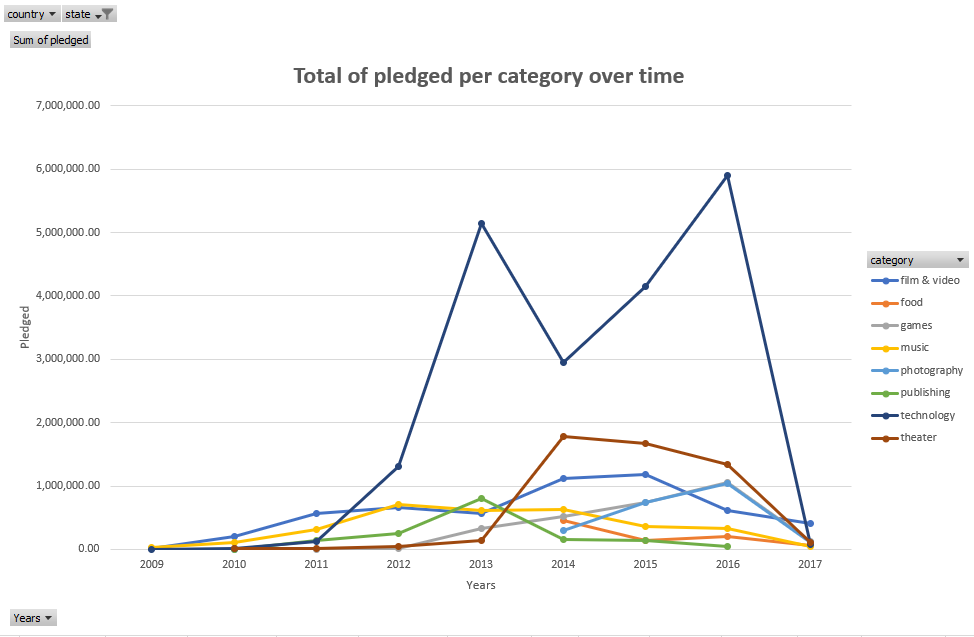 country state
Sum of pledged
Total of pledged per category over time
7,000,000.00
6,000,000.00
5,000,000.00
4,000,000.00
3,000,000.00
2,000,000.00
1,000,000.00
0.00
Pledged
2009 2010 2011 2012 2013 2014 2015 2016 2017
Years
category
film & video
food
games
music
photography
publishing
technology
theater
Years